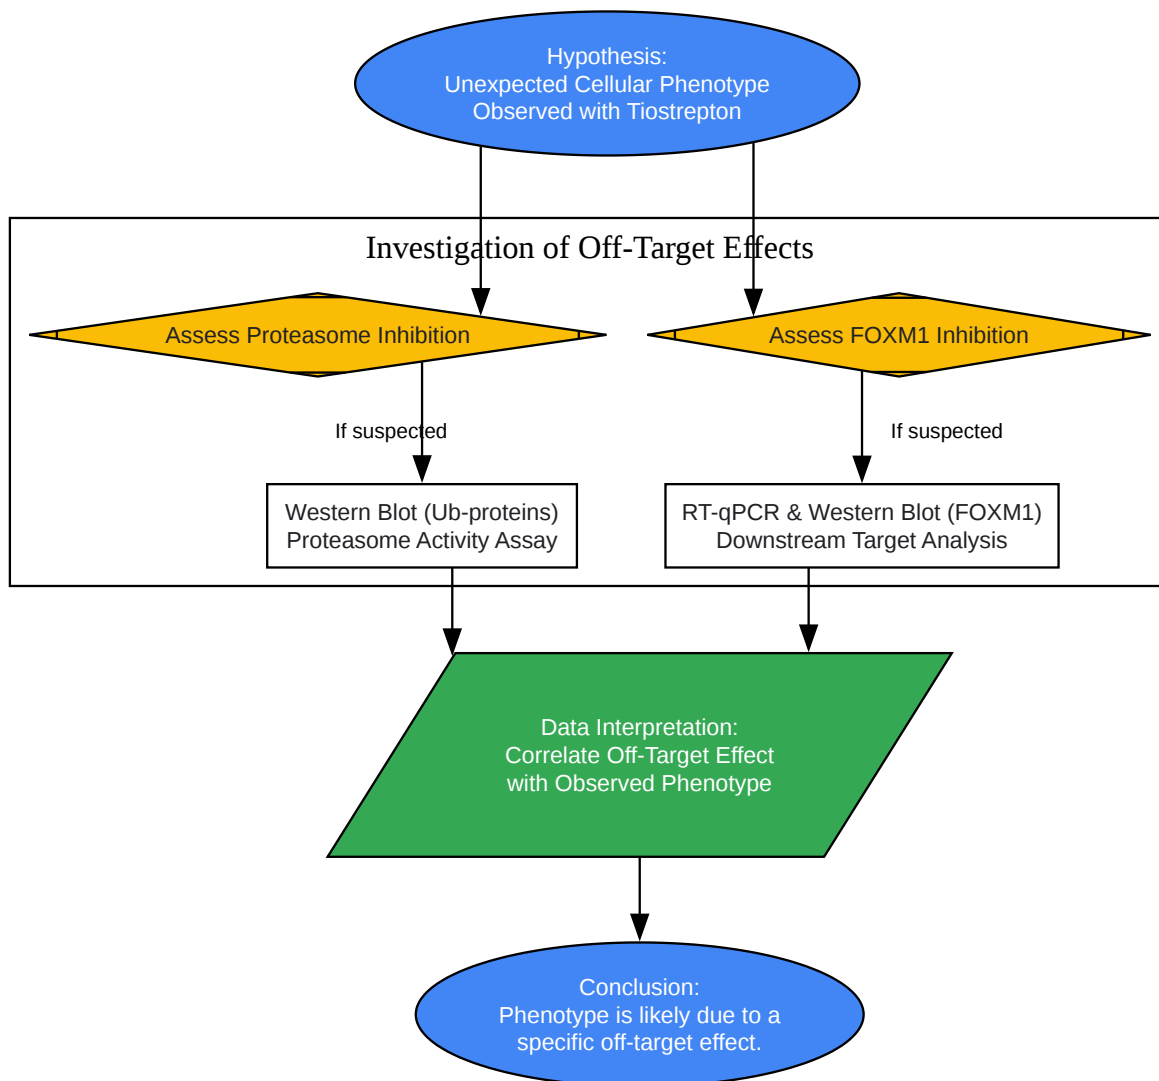 Hypothesis:
Unexpected Cellular Phenotype
Observed with Tiostrepton
Investigation of Off-Target Effects
Assess Proteasome Inhibition
Assess FOXM1 Inhibition
If suspected
If suspected
Western Blot (Ub-proteins)
Proteasome Activity Assay
RT-qPCR & Western Blot (FOXM1)
Downstream Target Analysis
Data Interpretation:
Correlate Off-Target Effect
with Observed Phenotype
Conclusion:
Phenotype is likely due to a
specific off-target effect.